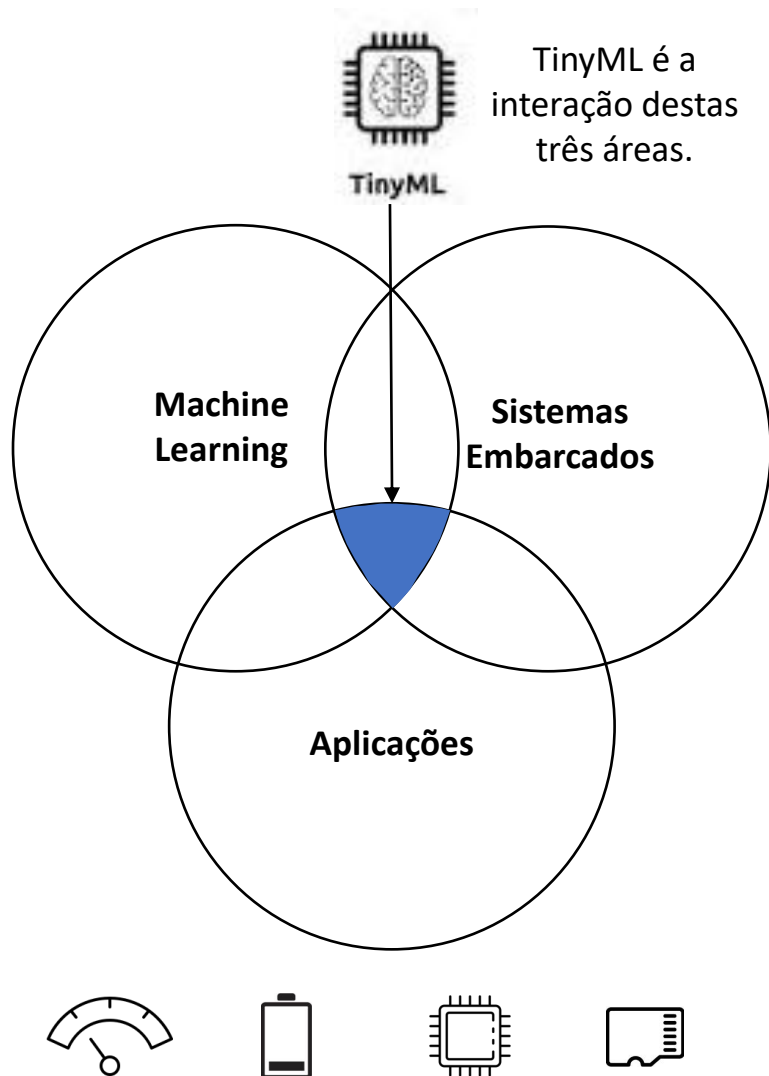 TinyML é a
interação destas
três áreas.
TinyML
Machine
Learning
Sistemas
Embarcados
Aplicações